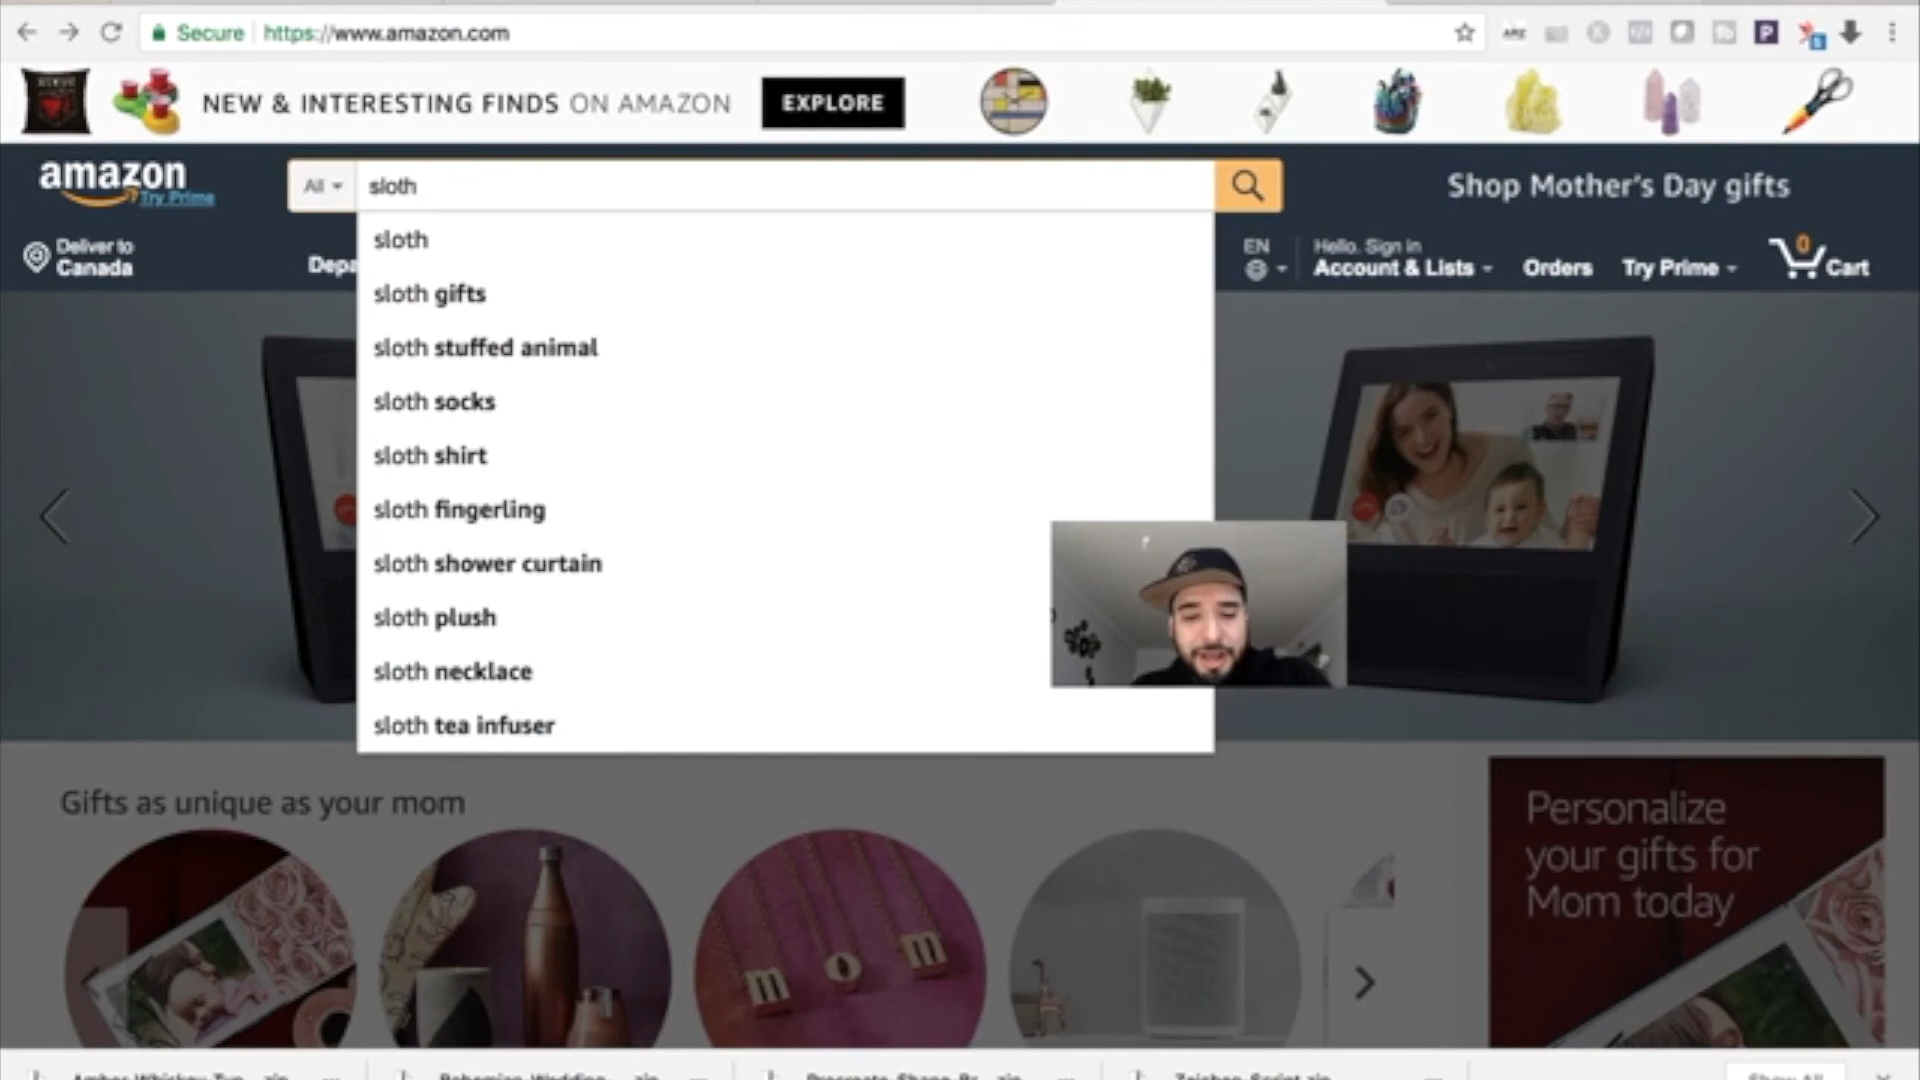 Secure https://www.amazon.com
NEW & INTERESTING FINDS ON AMAZON EXPLORE
amazon
Try Prime
All
sloth
Shop Mother's Day gifts
Deliver to
Canada
Depa
EN
Hello. Sign in
Account & Lists
Orders
Try Prime
0
Cart
sloth
sloth gifts
sloth stuffed animal
sloth socks
sloth shirt
sloth fingerling
sloth shower curtain
sloth plush
sloth necklace
sloth tea infuser
Gifts as unique as your mom
Personalize
your gifts for
Mom today
m o m